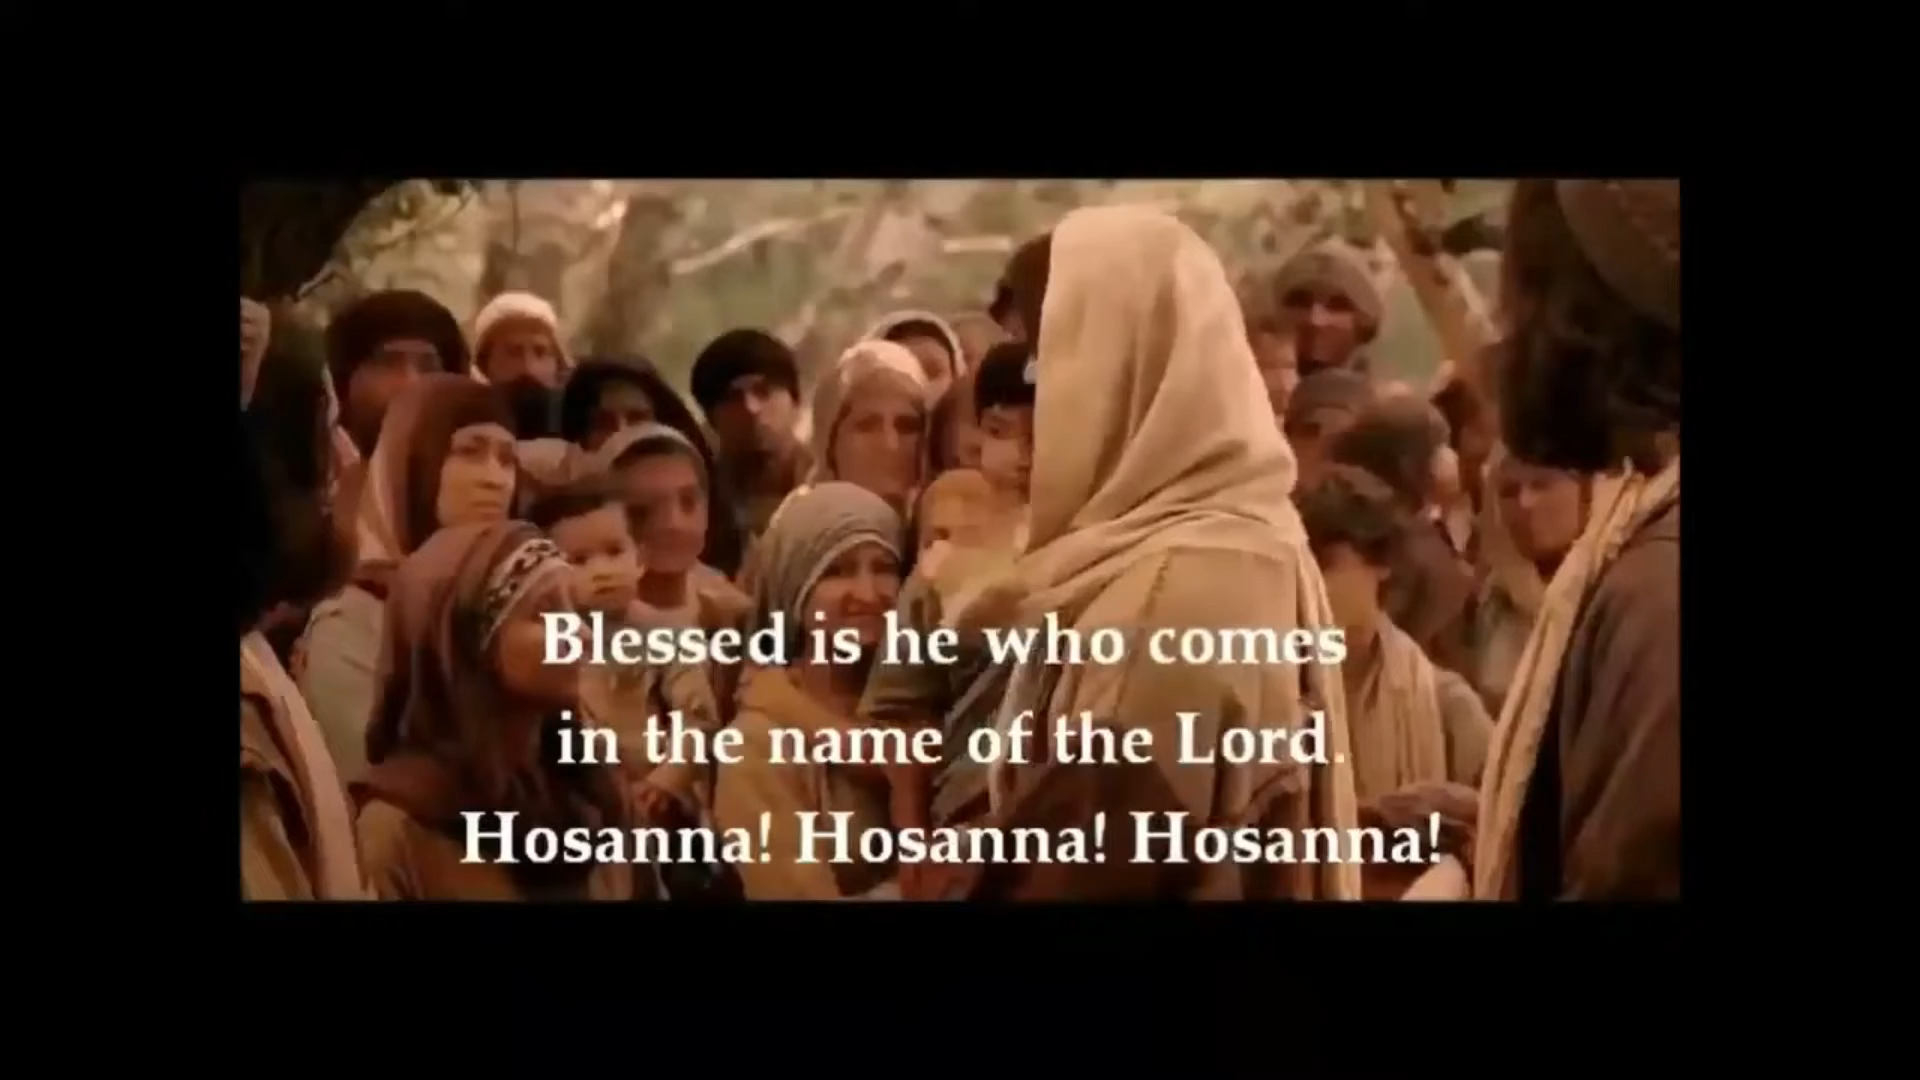 Blessed is he who comes
in the name of the Lord.
Hosanna! Hosanna! Hosanna!